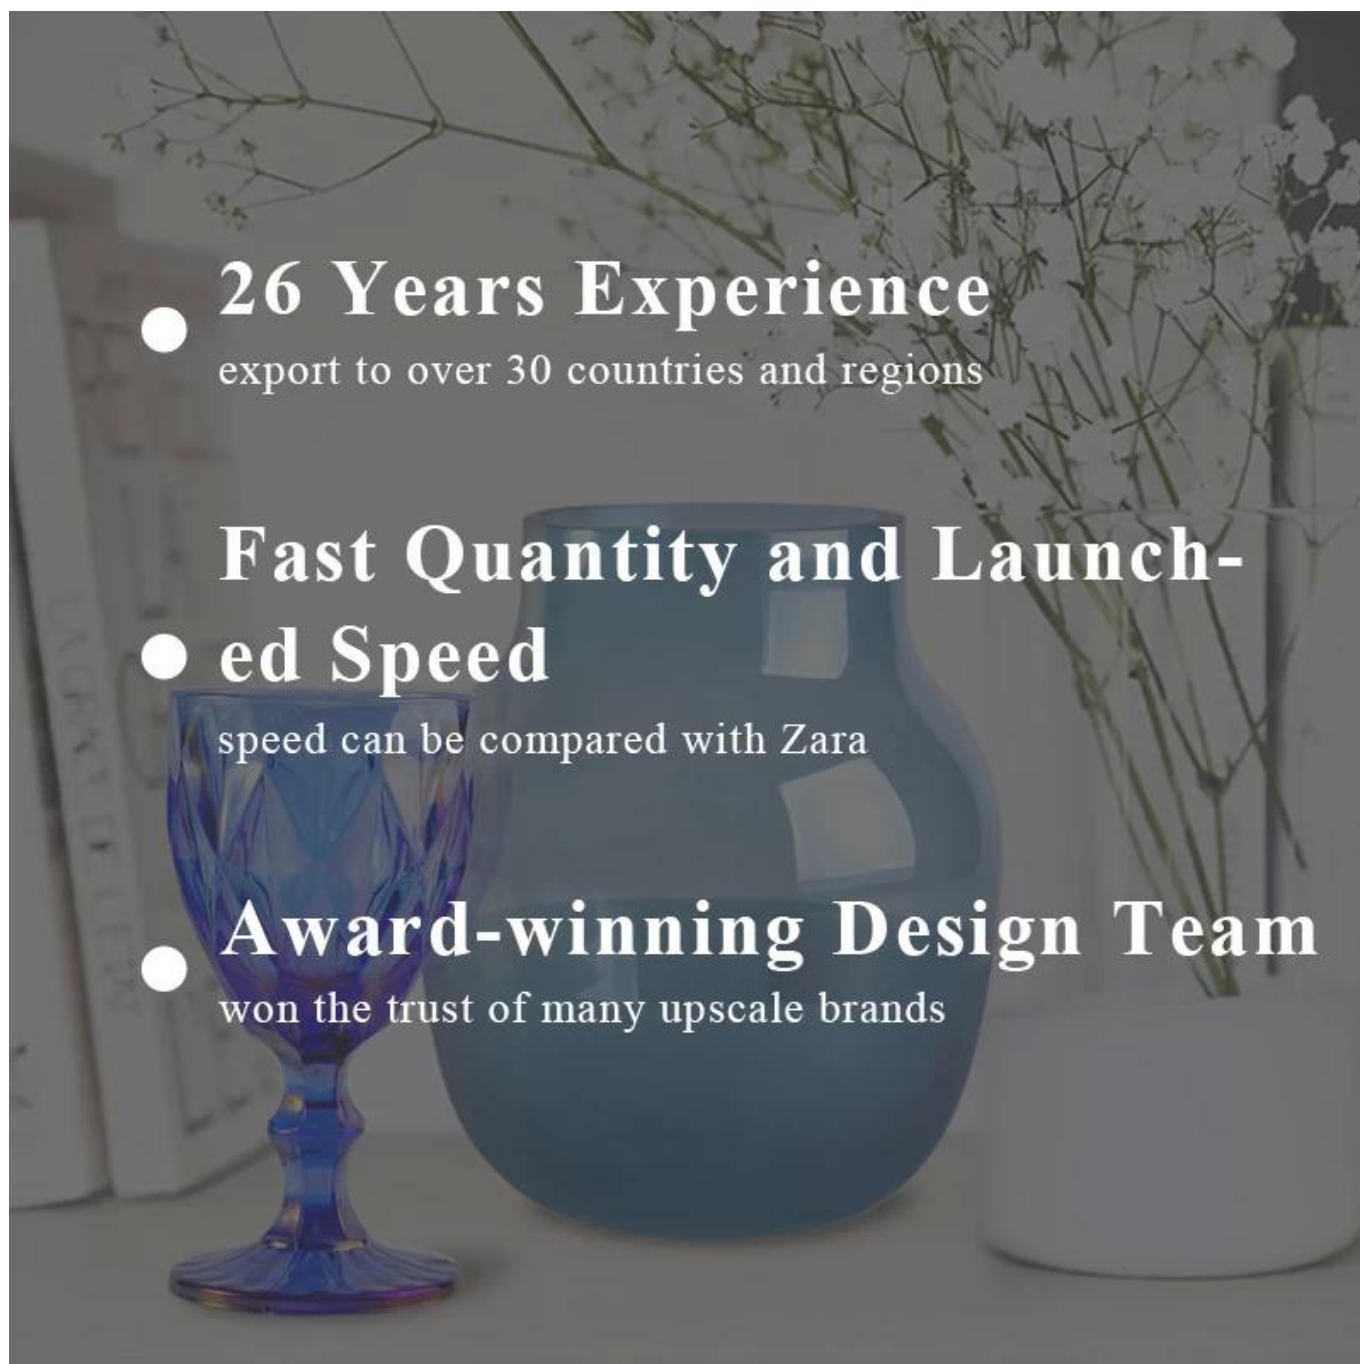 26 Years Experience
export to over 30 countries and regions
Fast Quantity and Launch-
ed Speed
speed can be compared with Zara
Award-winning Design Team
won the trust of many upscale brands